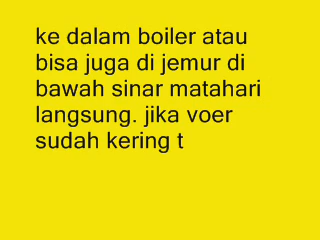 ke dalam boiler atau
bisa juga di jemur di
bawah sinar matahari
langsung. jika voer
sudah kering t